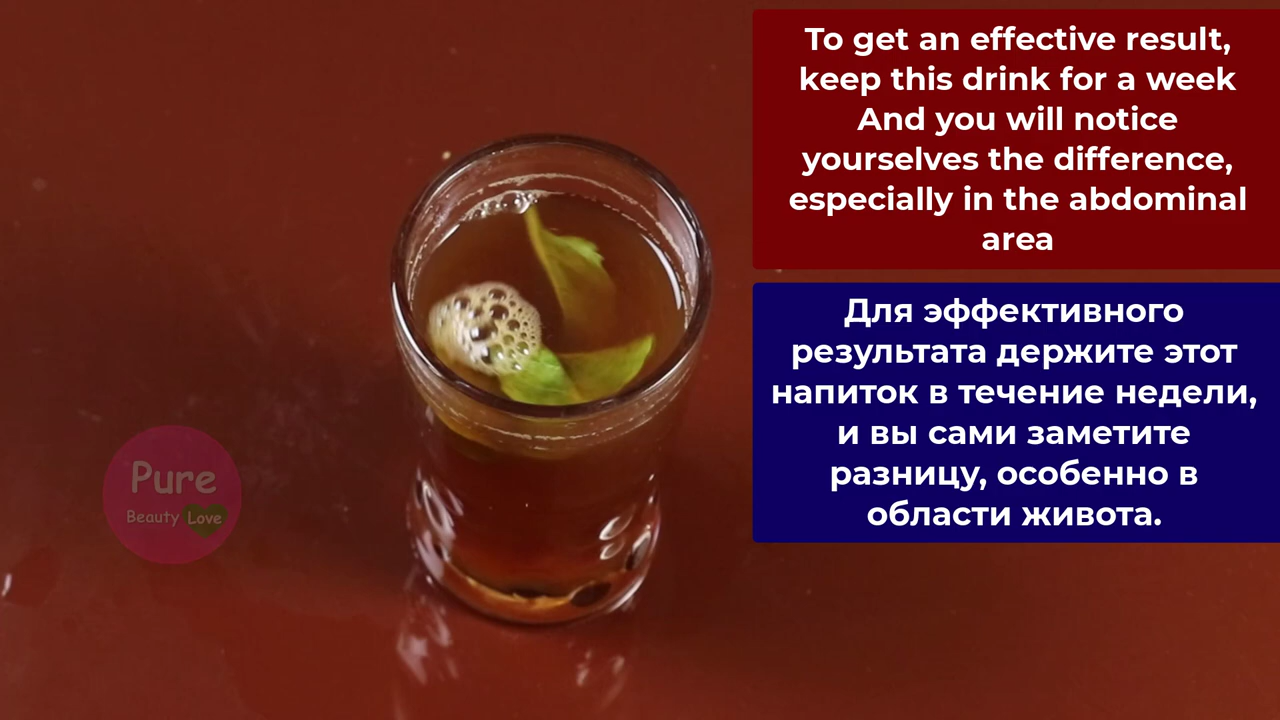 To get an effective result,
keep this drink for a week
And you will notice
yourselves the difference,
especially in the abdominal
area
Для эффективного
результата держите этот
напиток в течение недели,
и вы сами заметите
разницу, особенно в
области живота.
Pure
Beauty Love